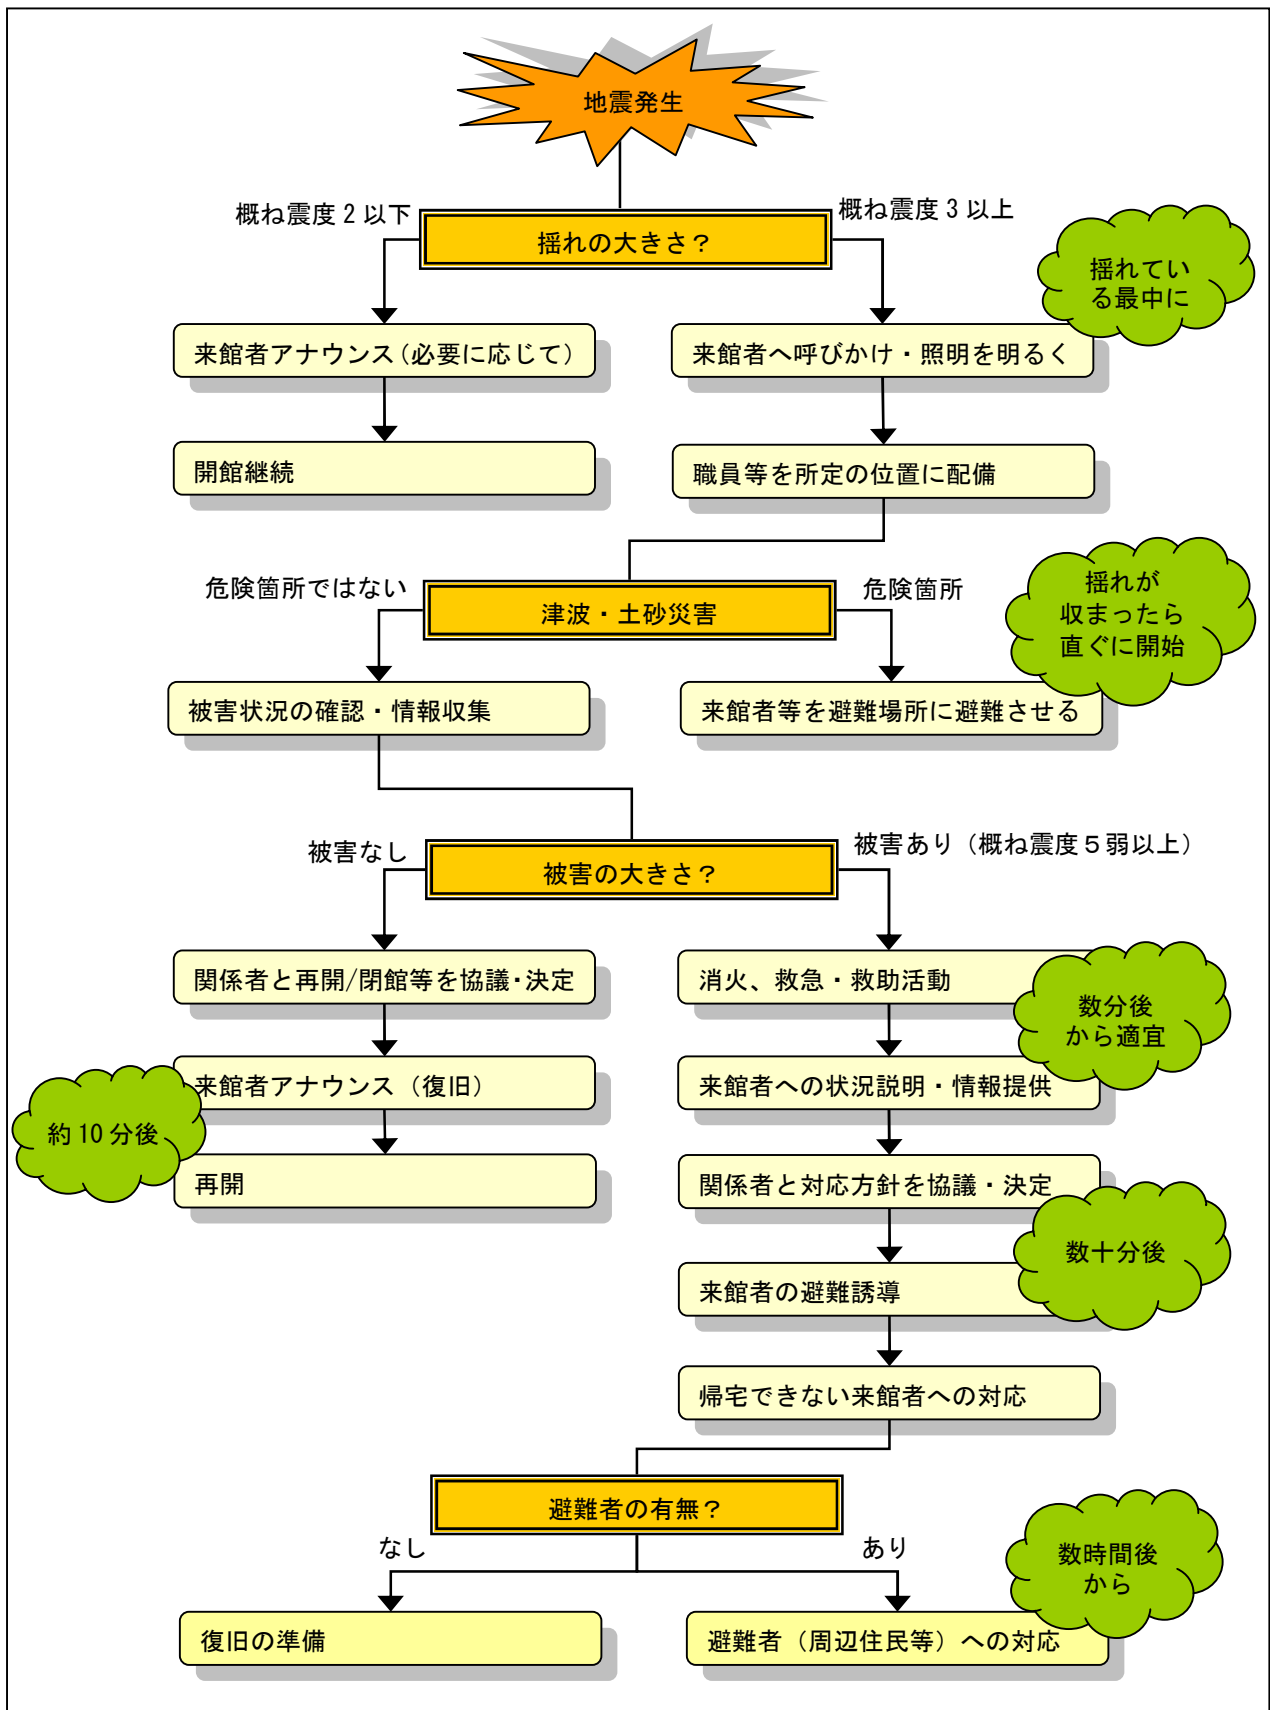 地震発生
概ね震度２以下
概ね震度３以上
揺れの大きさ？
揺れてい
る最中に
来館者アナウンス（必要に応じて）
来館者へ呼びかけ・照明を明るく
開館継続
職員等を所定の位置に配備
危険箇所ではない
津波・土砂災害
危険箇所
揺れが
収まったら
直ぐに開始
被害状況の確認・情報収集
来館者等を避難場所に避難させる
被害なし
被害の大きさ？
被害あり（概ね震度５弱以上）
関係者と再開/閉館等を協議・決定
消火、救急・救助活動
数分後
から適宜
来館者アナウンス（復旧）
来館者への状況説明・情報提供
約10分後
再開
関係者と対応方針を協議・決定
数十分後
来館者の避難誘導
帰宅できない来館者への対応
避難者の有無？
なし
あり
数時間後
から
復旧の準備
避難者（周辺住民等）への対応